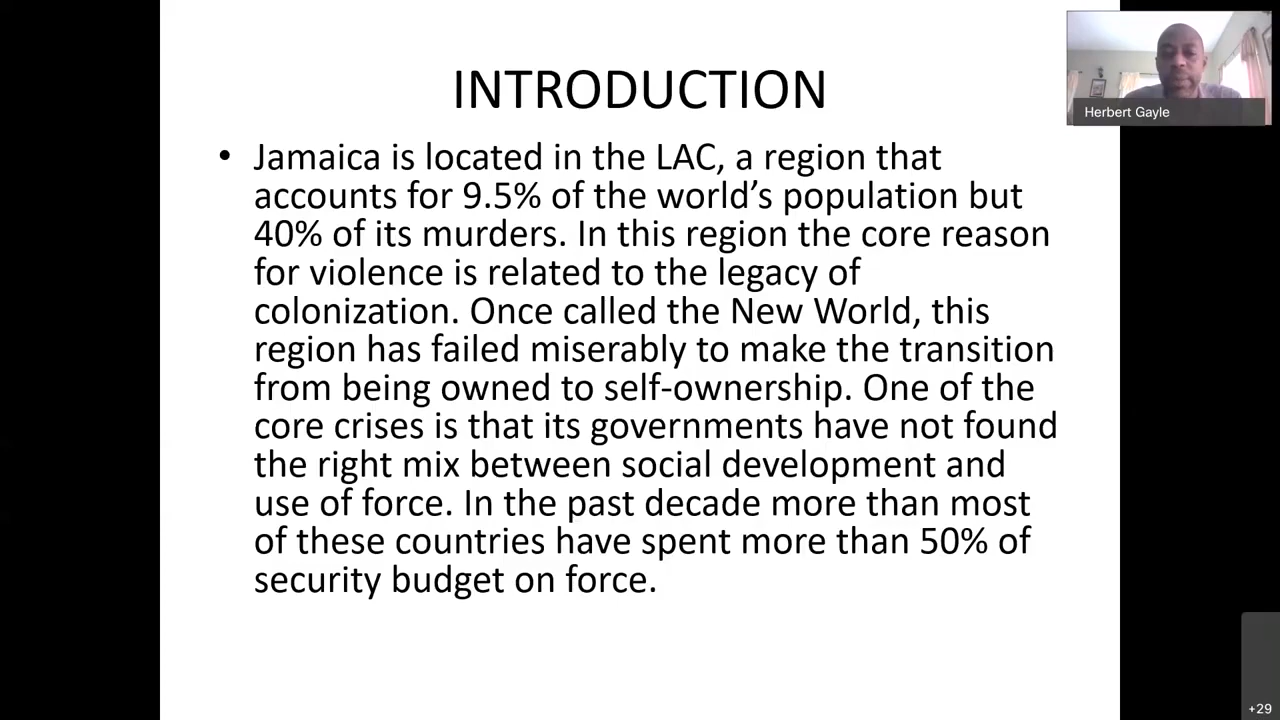 INTRODUCTION
Herbert Gayle
• Jamaica is located in the LAC, a region that
accounts for 9.5% of the world’s population but
40% of its murders. In this region the core reason
for violence is related to the legacy of
colonization. Once called the New World, this
region has failed miserably to make the transition
from being owned to self-ownership. One of the
core crises is that its governments have not found
the right mix between social development and
use of force. In the past decade more than most
of these countries have spent more than 50% of
security budget on force.
+29